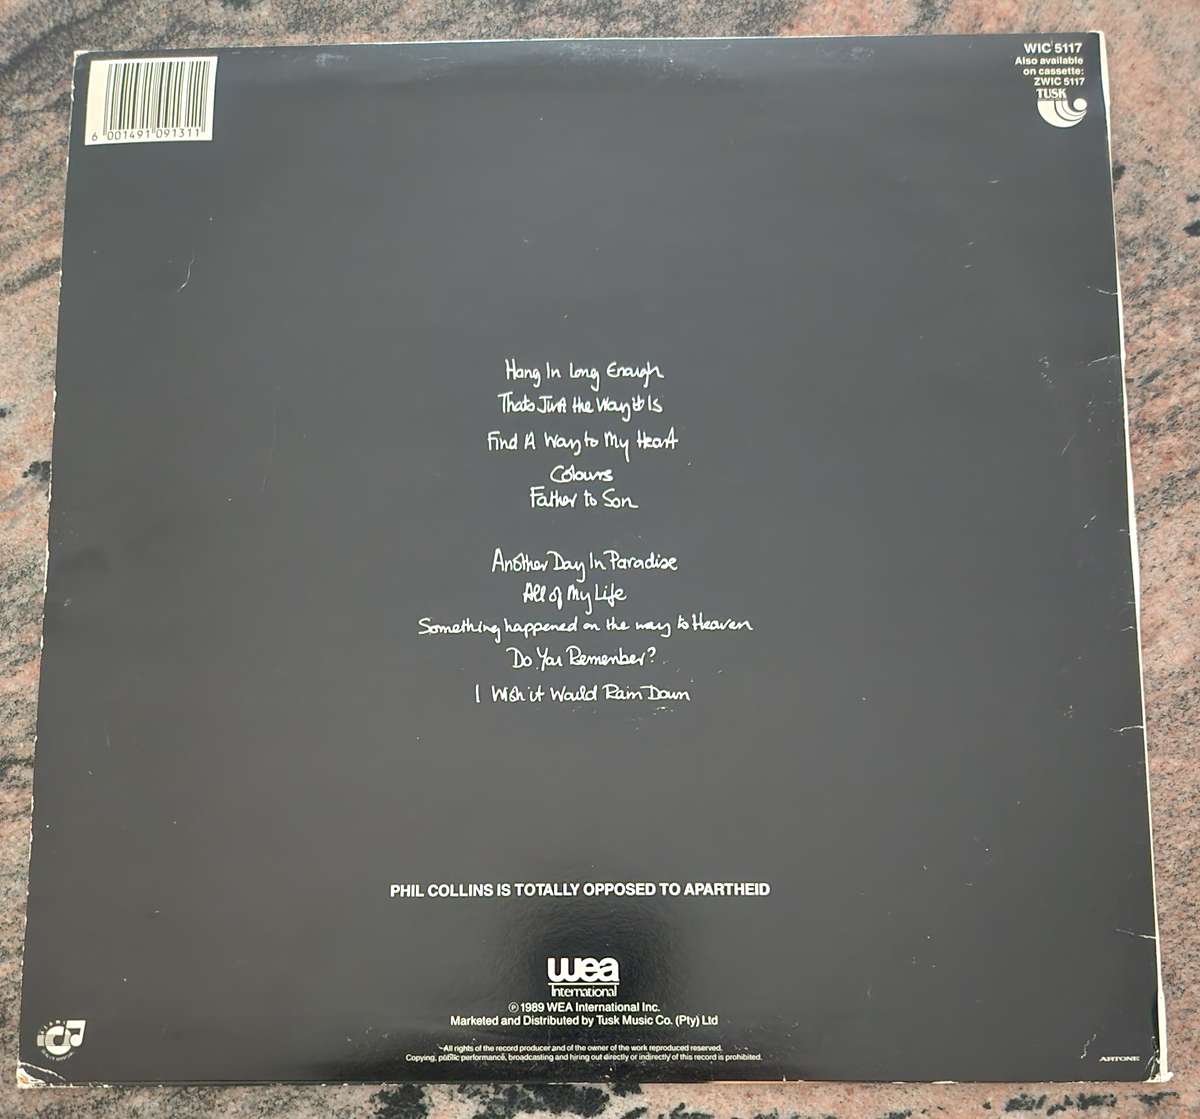 6 001491 091311
WIC 5117
Also available
on cassette:
ZWIC 5117
TUSK
Hang In Long Enough
Thats Just the Way it Is
Find A Way to My Heart
Colours
Father to Son
Another Day In Paradise
All of My Life
Something happened on the way to Heaven
Do You Remember?
I Wish it Would Rain Down
PHIL COLLINS IS TOTALLY OPPOSED TO APARTHEID
wea
International
℗ 1989 WEA International Inc.
Marketed and Distributed by Tusk Music Co. (Pty) Ltd
All rights of the record producer and of the owner of the work reproduced reserved.
Copying, public performance, broadcasting and hiring out directly or indirectly of this record is prohibited.
ARTONE